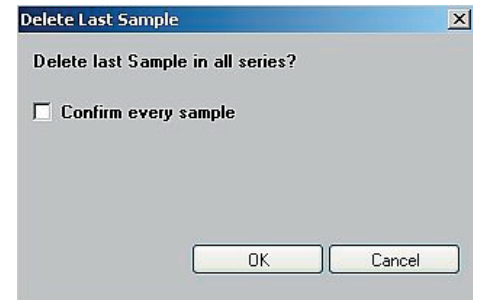 Delete Last Sample
Delete last Sample in all series?
Confirm every sample
OK Cancel